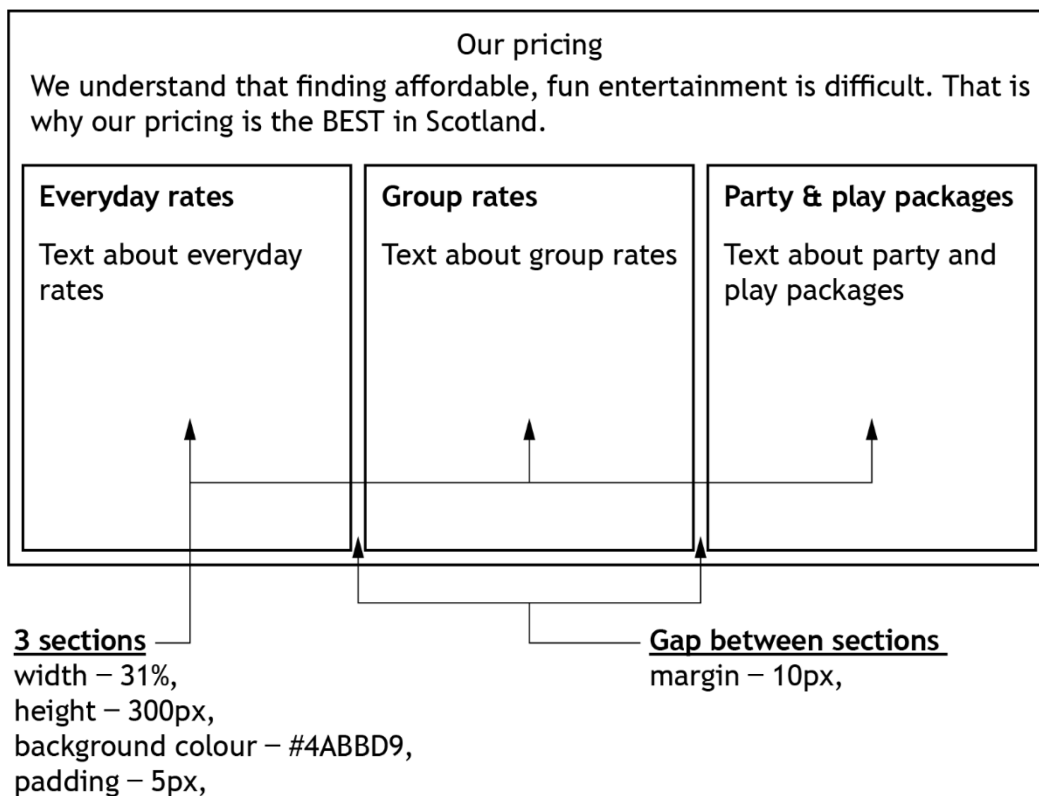 Our pricing
We understand that finding affordable, fun entertainment is difficult. That is
why our pricing is the BEST in Scotland.
Everyday rates
Text about everyday
rates
Group rates
Text about group rates
Party & play packages
Text about party and
play packages
3 sections
width – 31%,
height – 300px,
background colour – #4ABBD9,
padding – 5px,
Gap between sections
margin – 10px,